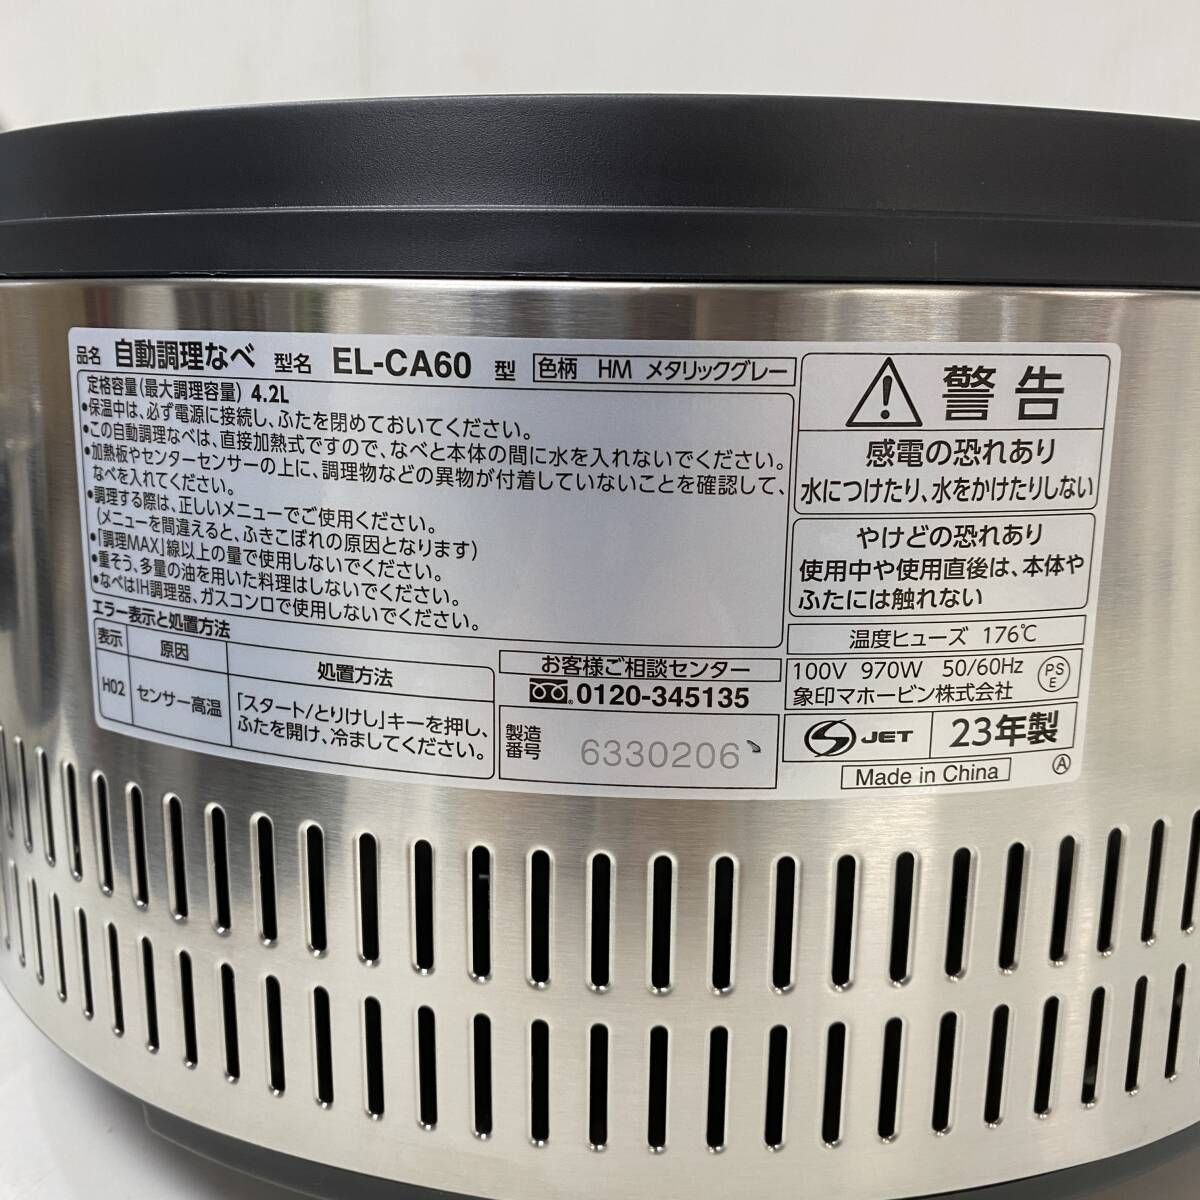 品名 自動調理なべ 型名 EL-CA60 型 色柄 HM メタリックグレー
定格容量(最大調理容量) 4.2L
•保温中は、必ず電源に接続し、ふたを閉めておいてください。
•この自動調理なべは、直接加熱式ですので、なべと本体の間に水を入れないでください。
•加熱板やセンターセンサーの上に、調理物などの異物が付着していないことを確認して、
なべを入れてください。
•調理する際は、正しいメニューでご使用ください。
(メニューを間違えると、ふきこぼれの原因となります)
•「調理MAX」線以上の量で使用しないでください。
•重そう、多量の油を用いた料理はしないでください。
•なべはIH調理器、ガスコンロで使用しないでください。
エラー表示と処置方法
表示 原因 処置方法
H02 センサー高温 「スタート/とりけし」キーを押し、
ふたを開け、冷ましてください。
お客様ご相談センター
0120-345135
製造
番号 6330206
警告
感電の恐れあり
水につけたり、水をかけたりしない
やけどの恐れあり
使用中や使用直後は、本体や
ふたには触れない
温度ヒューズ 176℃
100V 970W 50/60Hz
象印マホービン株式会社
PS
E
S JET 23年製
Made in China Ⓐ